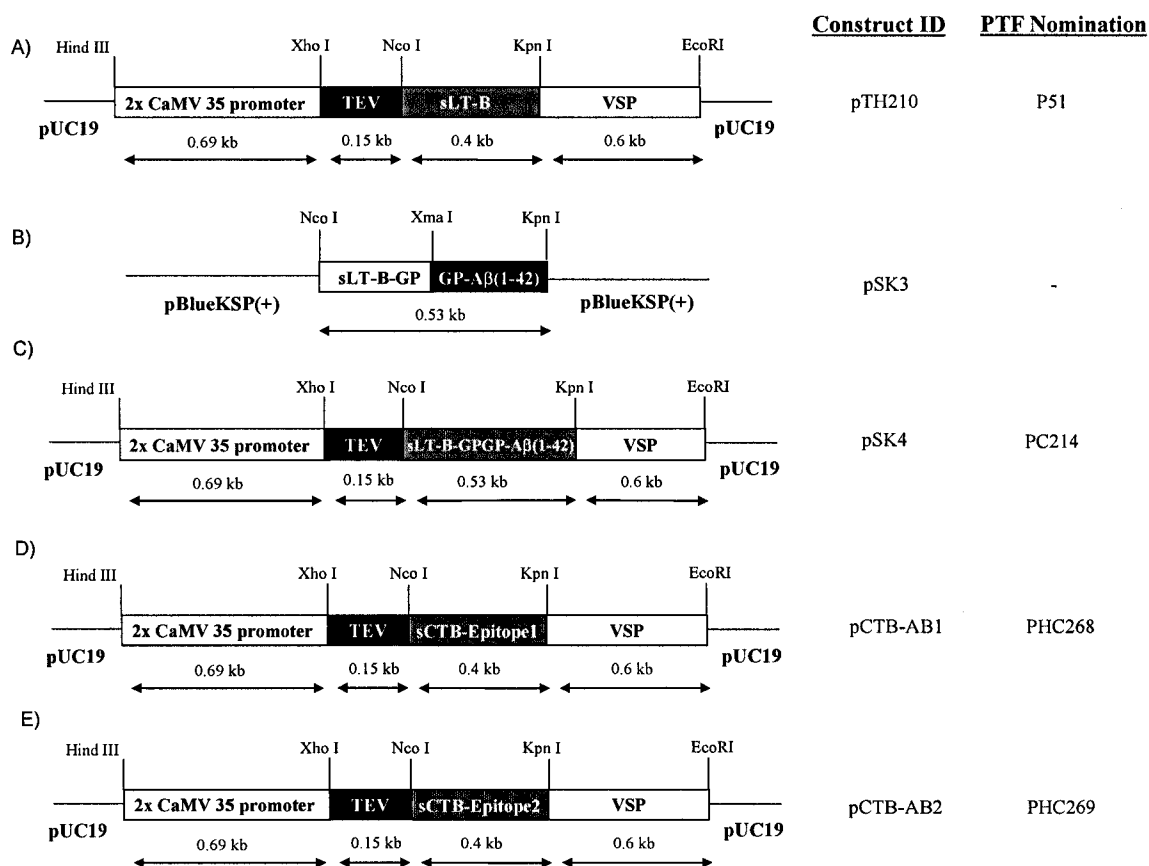 Construct ID PTF Nomination
A)
Hind III Xho I Nco I Kpn I EcoRI
2x CaMV 35 promoter TEV sLT-B VSP
pUC19 pUC19
0.69 kb 0.15 kb 0.4 kb 0.6 kb
pTH210 P51
B)
Nco I Xma I Kpn I
sLT-B-GP GP-Aβ(1-42)
pBlueKSP(+) pBlueKSP(+)
0.53 kb
pSK3 -
C)
Hind III Xho I Nco I Kpn I EcoRI
2x CaMV 35 promoter TEV sLT-B-GPGP-Aβ(1-42) VSP
pUC19 pUC19
0.69 kb 0.15 kb 0.53 kb 0.6 kb
pSK4 PC214
D)
Hind III Xho I Nco I Kpn I EcoRI
2x CaMV 35 promoter TEV sCTB-Epitope1 VSP
pUC19 pUC19
0.69 kb 0.15 kb 0.4 kb 0.6 kb
pCTB-AB1 PHC268
E)
Hind III Xho I Nco I Kpn I EcoRI
2x CaMV 35 promoter TEV sCTB-Epitope2 VSP
pUC19 pUC19
0.69 kb 0.15 kb 0.4 kb 0.6 kb
pCTB-AB2 PHC269